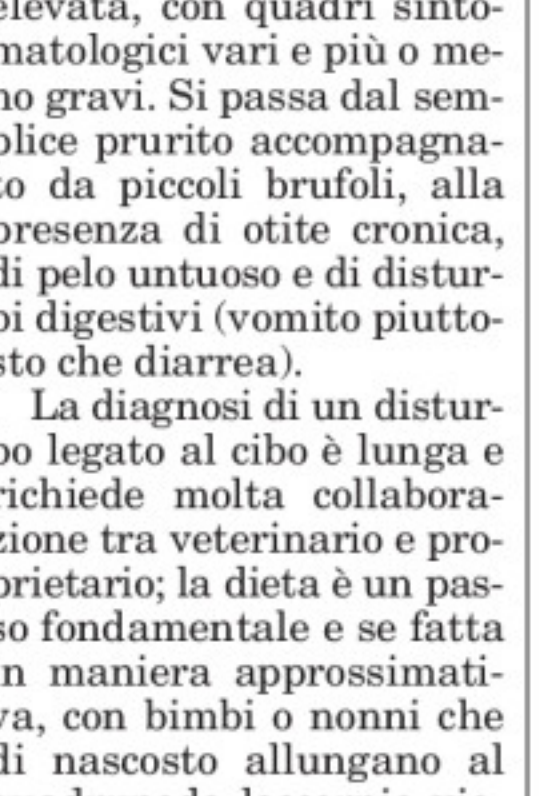 elevata, con quadri sinto-
matologici vari e più o me-
no gravi. Si passa dal sem-
plice prurito accompagna-
to da piccoli brufoli, alla
presenza di otite cronica,
di pelo untuoso e di distur-
bi digestivi (vomito piutto-
sto che diarrea).
La diagnosi di un distur-
bo legato al cibo è lunga e
richiede molta collabora-
zione tra veterinario e pro-
prietario; la dieta è un pas-
so fondamentale e se fatta
in maniera approssimati-
va, con bimbi o nonni che
di nascosto allungano al